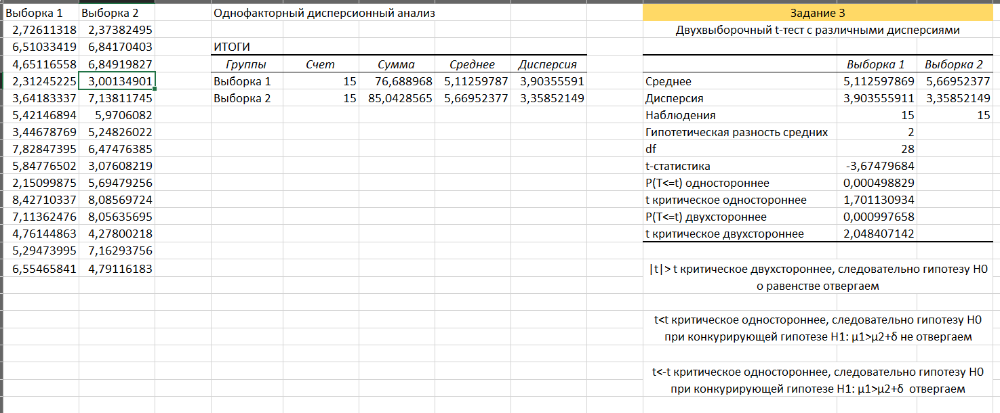 Выборка 1 Выборка 2 Однофакторный дисперсионный анализ Задание 3
2,72611318 2,37382495 Двухвыборочный t-тест с различными дисперсиями
6,51033419 6,84170403 ИТОГИ
4,65116558 6,84919827 Группы Счет Сумма Среднее Дисперсия Выборка 1 Выборка 2
2,31245225 3,00134901 Выборка 1 15 76,688968 5,11259787 3,90355591 Среднее 5,112597869 5,66952377
3,64183337 7,13811745 Выборка 2 15 85,0428565 5,66952377 3,35852149 Дисперсия 3,903555911 3,35852149
5,42146894 5,9706082 Наблюдения 15 15
3,44678769 5,24826022 Гипотетическая разность средних 2
7,82847395 6,47476385 df 28
5,84776502 3,07608219 t-статистика -3,67479684
2,15099875 5,69479256 P(T<=t) одностороннее 0,000498829
8,42710337 8,08569724 t критическое одностороннее 1,701130934
7,11362476 8,05635695 P(T<=t) двухстороннее 0,000997658
4,76144863 4,27800218 t критическое двухстороннее 2,048407142
5,29473995 7,16293756
6,55465841 4,79116183 |t|> t критическое двухстороннее, следовательно гипотезу H0
о равенстве отвергаем
t<t критическое одностороннее, следовательно гипотезу H0
при конкурирующей гипотезе H1: μ1>μ2+δ не отвергаем
t<-t критическое одностороннее, следовательно гипотезу H0
при конкурирующей гипотезе H1: μ1>μ2+δ отвергаем